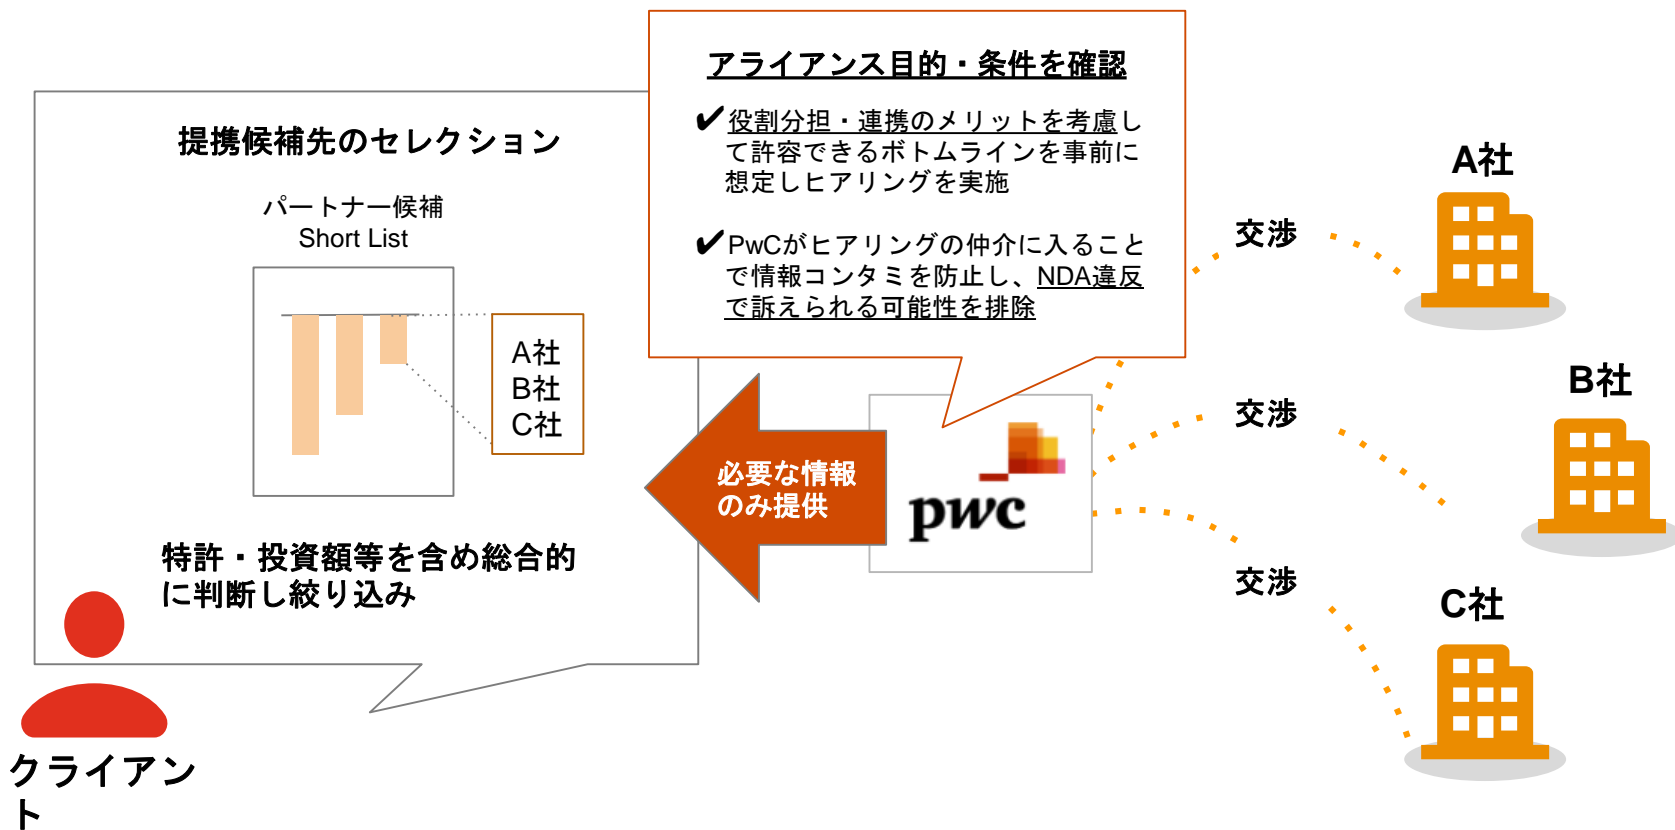 提携候補先のセレクション
パートナー候補
Short List
A社
B社
C社
特許・投資額等を含め総合的
に判断し絞り込み
クライアン
ト
アライアンス目的・条件を確認
✔役割分担・連携のメリットを考慮し
て許容できるボトムラインを事前に
想定しヒアリングを実施
✔PwCがヒアリングの仲介に入ること
で情報コンタミを防止し、NDA違反
で訴えられる可能性を排除
必要な情報
のみ提供
pwc
交渉
交渉
交渉
A社
B社
C社